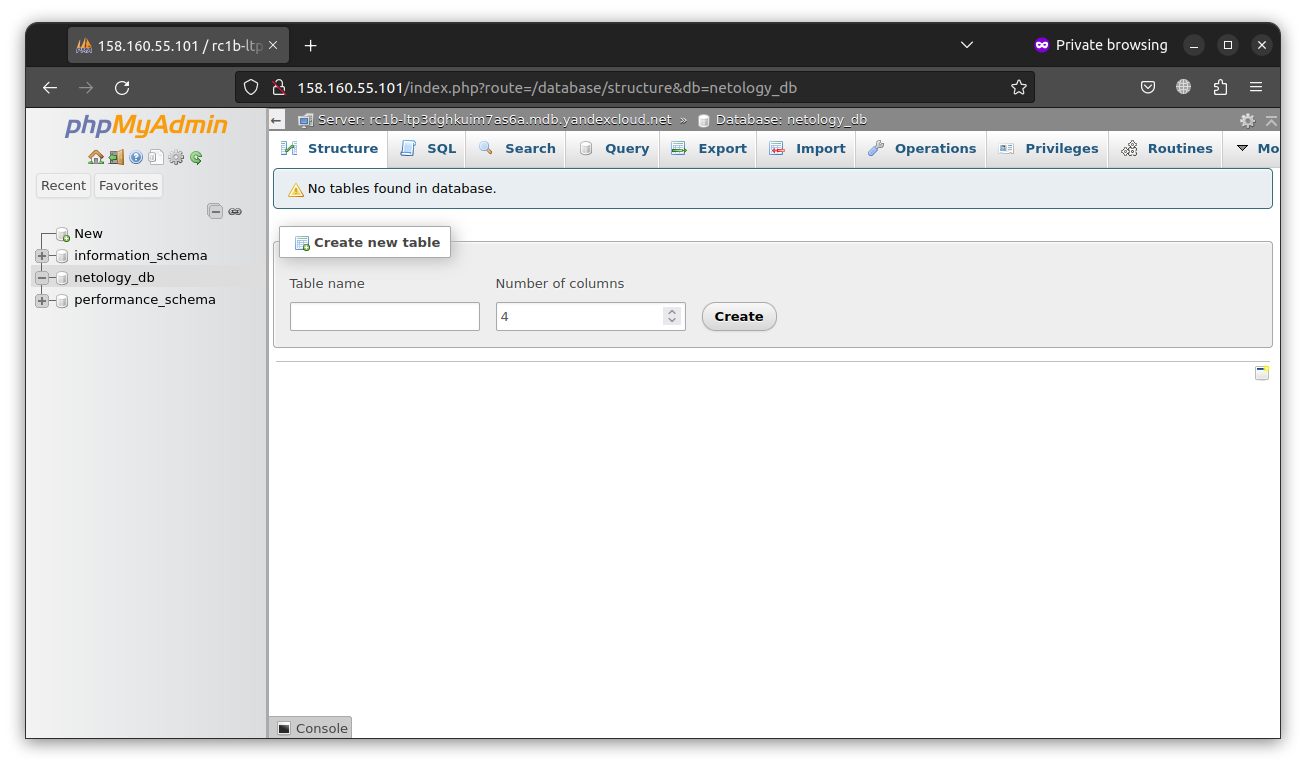 158.160.55.101 / rc1b-ltp
Private browsing
158.160.55.101/index.php?route=/database/structure&db=netology_db
phpMyAdmin
Recent
Favorites
New
information_schema
netology_db
performance_schema
Server: rc1b-ltp3dghkuim7as6a.mdb.yandexcloud.net » Database: netology_db
Structure SQL Search Query Export Import Operations Privileges Routines Mo
No tables found in database.
Create new table
Table name Number of columns
4 Create
Console